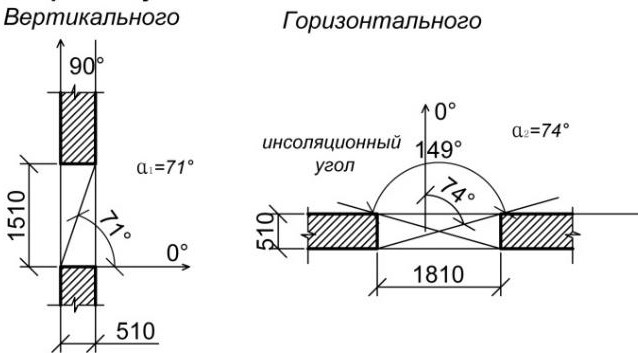 Вертикального
Горизонтального
90°
0°
инсоляционный
угол
149°
α₂=74°
α₁=71°
74°
1510
71°
0°
510
510
1810